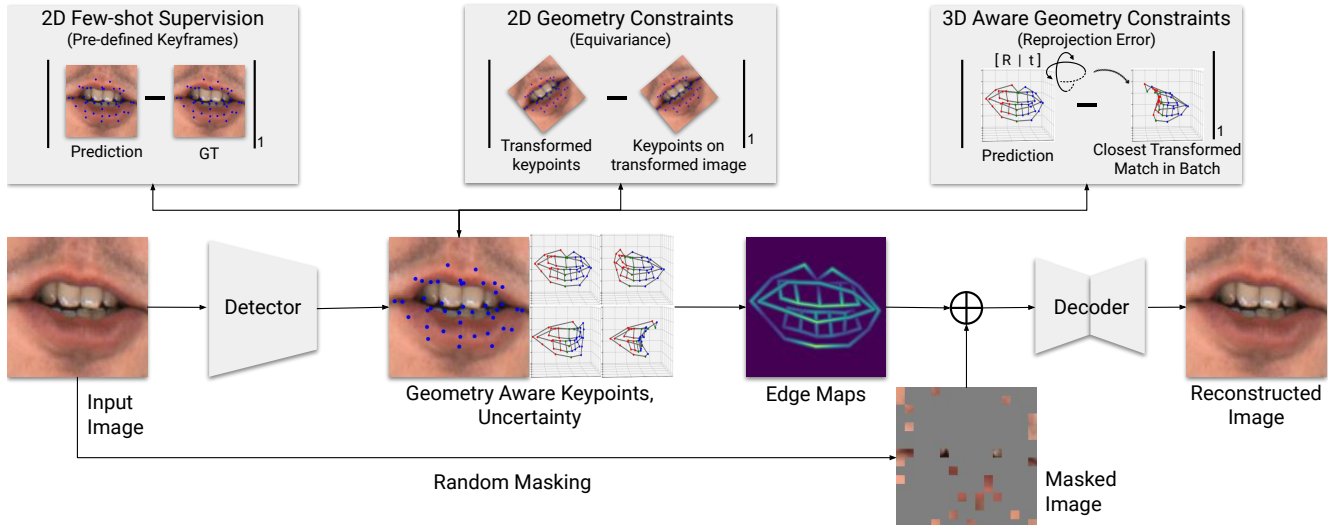 2D Few-shot Supervision
(Pre-defined Keyframes)
Prediction
GT
1
2D Geometry Constraints
(Equivariance)
Transformed
keypoints
Keypoints on
transformed image
1
3D Aware Geometry Constraints
(Reprojection Error)
[R | t]
Prediction
Closest Transformed
Match in Batch
1
Input
Image
Detector
Geometry Aware Keypoints,
Uncertainty
Edge Maps
Decoder
Reconstructed
Image
Random Masking
Masked
Image